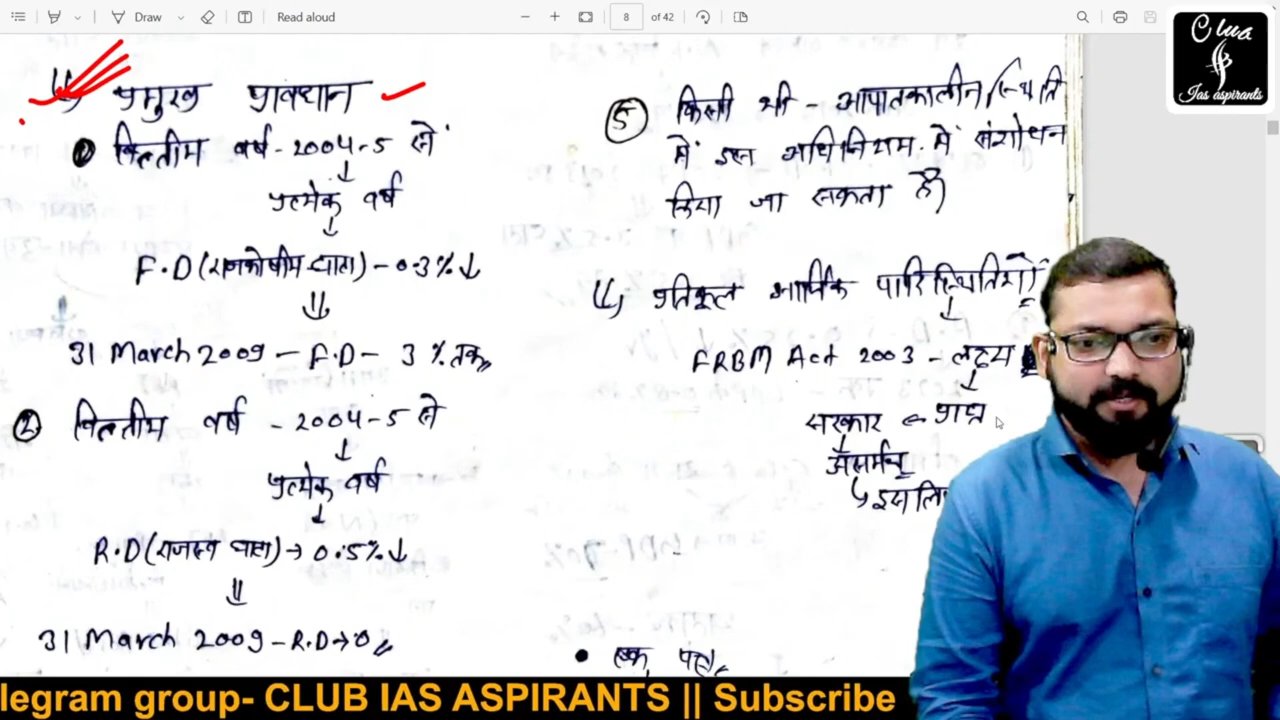 Draw
Read aloud
8 of 42
Clua
Ias aspirants
प्रमुख प्रावधान
① वित्तीय वर्ष - 2004-5 से
प्रत्येक वर्ष
F.D (राजकोषीय घाटा) - 0.3% ↓
31 March 2009 - F.D - 3% तक
② वित्तीय वर्ष - 2004-5 से
प्रत्येक वर्ष
R.D (राजस्व घाटा) → 0.5% ↓
31 March 2009 - R.D → 0
⑤ किसी भी - आपातकालीन स्थिति
में इस अधिनियम में संशोधन
किया जा सकता है
प्रतिकूल आर्थिक परिस्थितियों
FRBM Act 2003 - लक्ष्य
सरकार ← प्राप्त
असमर्थ
legram group- CLUB IAS ASPIRANTS || Subscribe